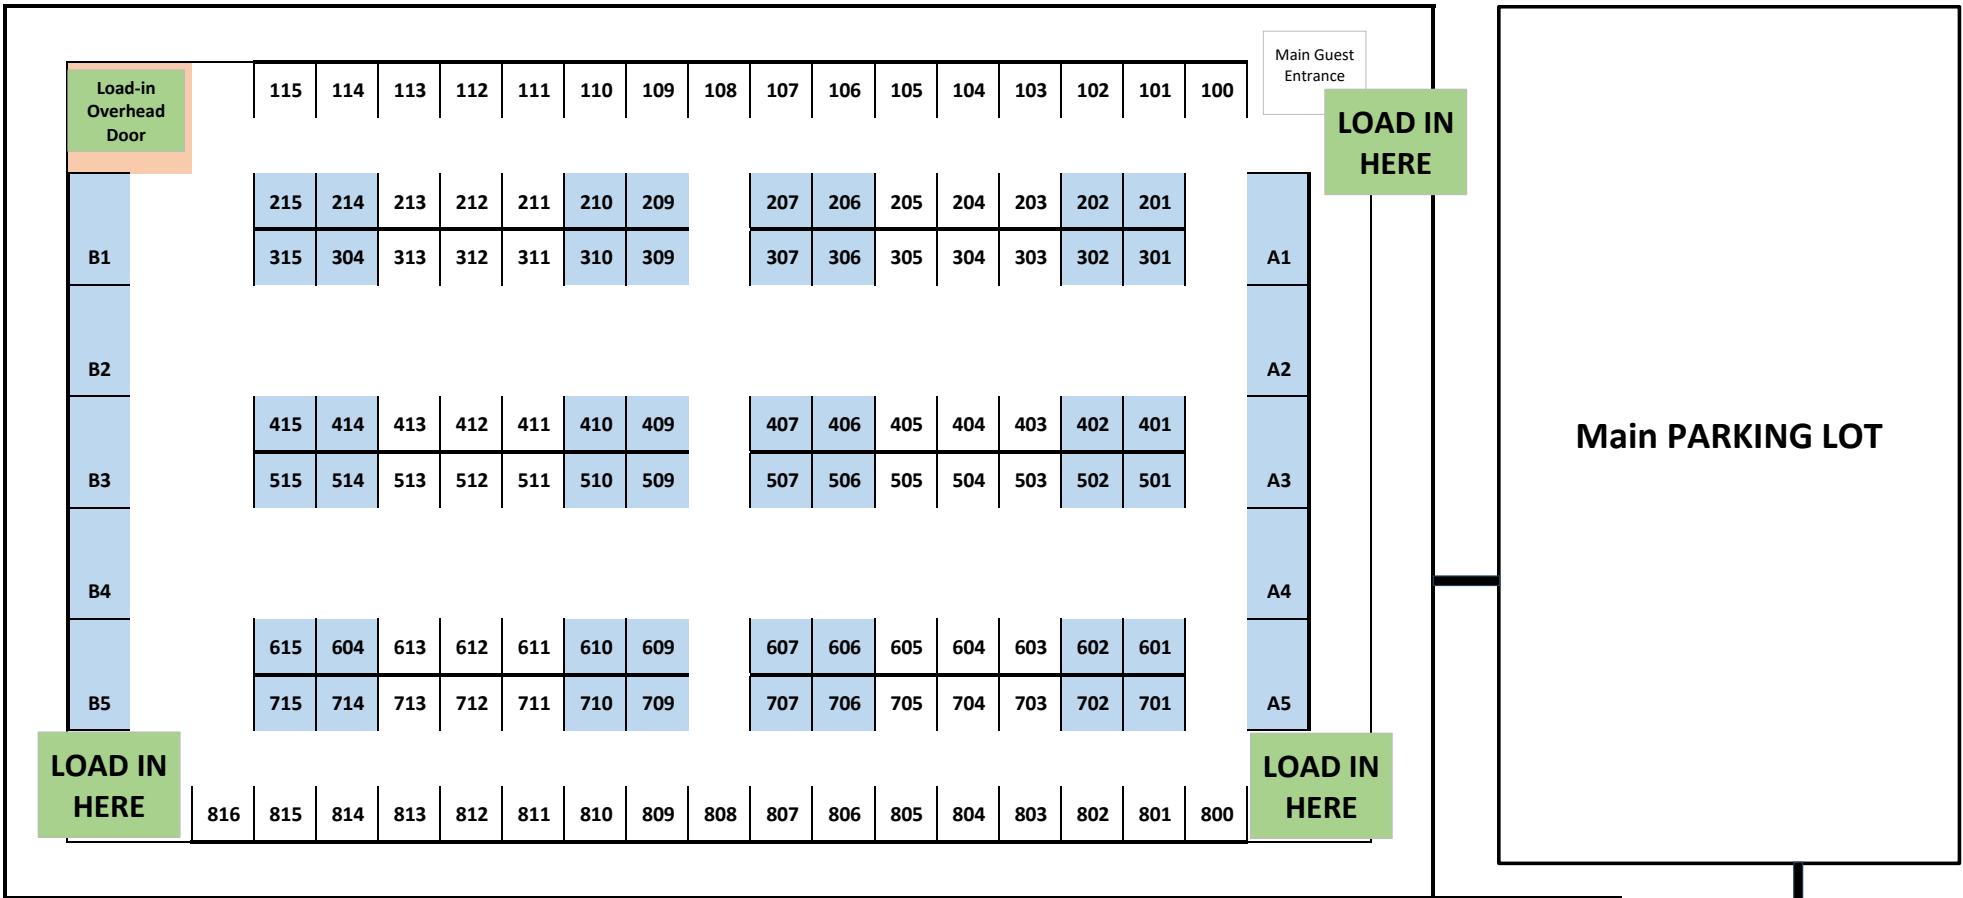 Main Guest
Entrance
Load-in
Overhead
Door
115 114 113 112 111 110 109 108 107 106 105 104 103 102 101 100
LOAD IN
HERE
215 214 213 212 211 210 209 207 206 205 204 203 202 201
B1 315 304 313 312 311 310 309 307 306 305 304 303 302 301 A1
B2 A2
415 414 413 412 411 410 409 407 406 405 404 403 402 401
Main PARKING LOT
B3 515 514 513 512 511 510 509 507 506 505 504 503 502 501 A3
B4 A4
615 604 613 612 611 610 609 607 606 605 604 603 602 601
B5 715 714 713 712 711 710 709 707 706 705 704 703 702 701 A5
LOAD IN
HERE
LOAD IN
HERE
816 815 814 813 812 811 810 809 808 807 806 805 804 803 802 801 800